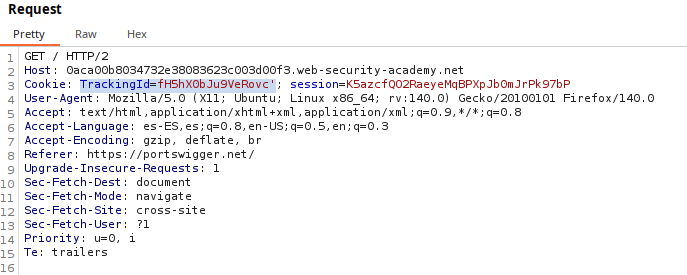 Request
Pretty Raw Hex
1 GET / HTTP/2
2 Host: 0aca00b8034732e38083623c003d00f3.web-security-academy.net
3 Cookie: TrackingId=fH5hXObJu9VeRovc'; session=K5azcfQO2RaeyeMqBPXpJbOmJrPk97bP
4 User-Agent: Mozilla/5.0 (X11; Ubuntu; Linux x86_64; rv:140.0) Gecko/20100101 Firefox/140.0
5 Accept: text/html,application/xhtml+xml,application/xml;q=0.9,*/*;q=0.8
6 Accept-Language: es-ES,es;q=0.8,en-US;q=0.5,en;q=0.3
7 Accept-Encoding: gzip, deflate, br
8 Referer: https://portswigger.net/
9 Upgrade-Insecure-Requests: 1
10 Sec-Fetch-Dest: document
11 Sec-Fetch-Mode: navigate
12 Sec-Fetch-Site: cross-site
13 Sec-Fetch-User: ?1
14 Priority: u=0, i
15 Te: trailers
16